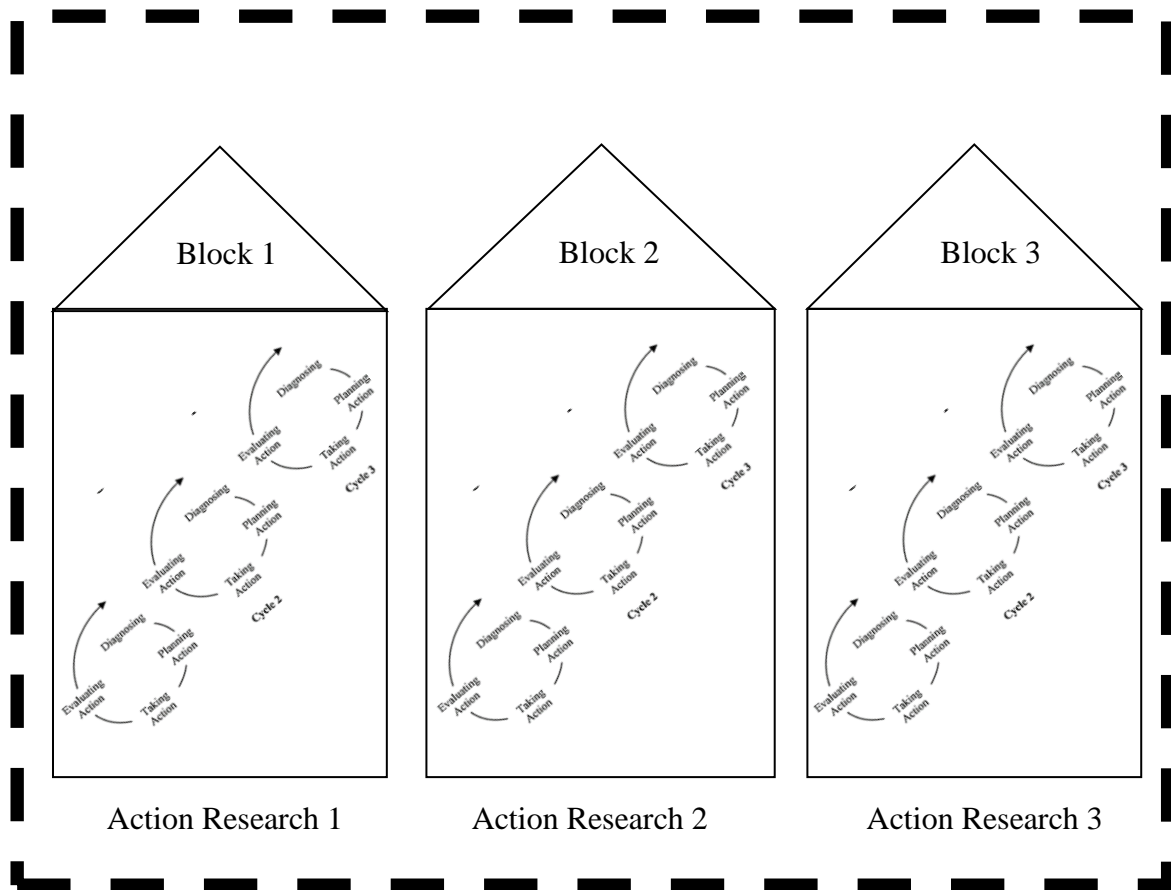 Block 1
Diagnosing
Planning
Action
Evaluating
Action
Taking
Action
Cycle 3
Diagnosing
Planning
Action
Evaluating
Action
Taking
Action
Cycle 2
Diagnosing
Planning
Action
Evaluating
Action
Taking
Action
Action Research 1
Block 2
Diagnosing
Planning
Action
Evaluating
Action
Taking
Action
Cycle 3
Diagnosing
Planning
Action
Evaluating
Action
Taking
Action
Cycle 2
Diagnosing
Planning
Action
Evaluating
Action
Taking
Action
Action Research 2
Block 3
Diagnosing
Planning
Action
Evaluating
Action
Taking
Action
Cycle 3
Diagnosing
Planning
Action
Evaluating
Action
Taking
Action
Cycle 2
Diagnosing
Planning
Action
Evaluating
Action
Taking
Action
Action Research 3